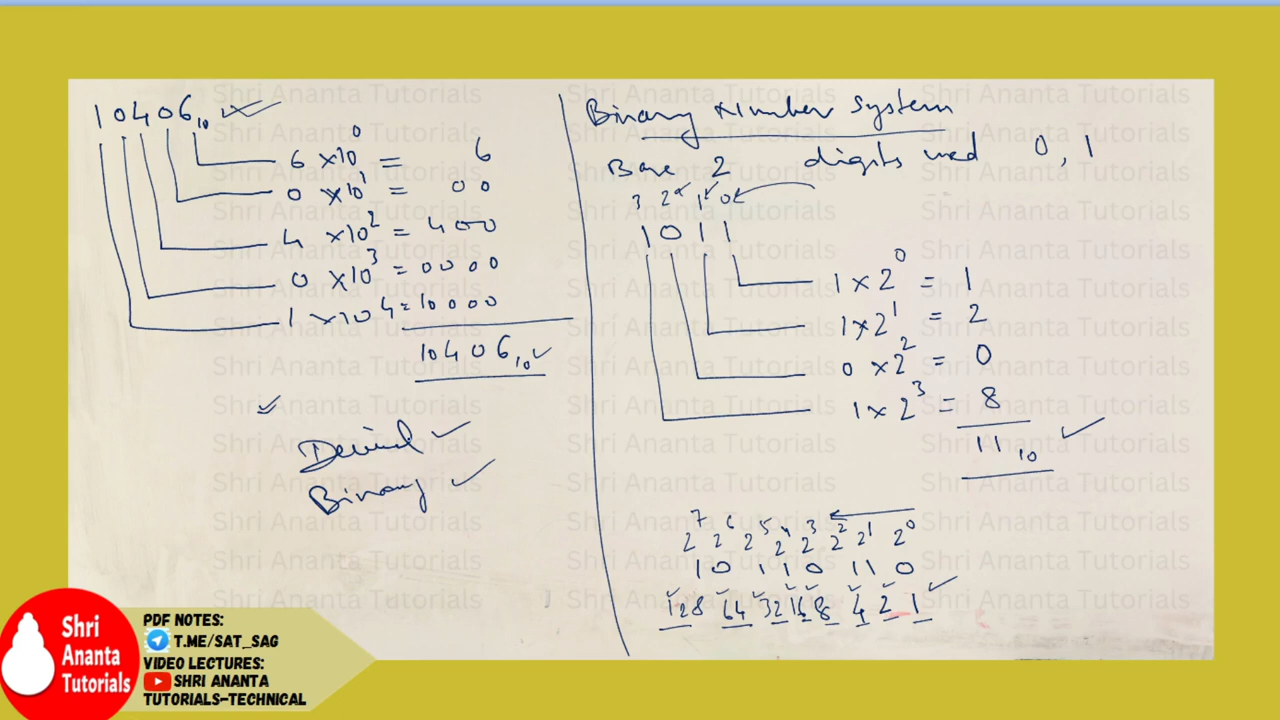 10406₁₀
6 × 10⁰ = 6
0 × 10¹ = 00
4 × 10² = 400
0 × 10³ = 0000
1 × 10⁴ = 10000
10406₁₀
Decimal
Binary
Binary Number System
Base 2 digits used 0, 1
3 2 1 0
1011
1 × 2⁰ = 1
1 × 2¹ = 2
0 × 2² = 0
1 × 2³ = 8
11₁₀
2⁷ 2⁶ 2⁵ 2⁴ 2³ 2² 2¹ 2⁰
1 0 1 1 0 1 1 0
128 64 32 16 8 4 2 1
Shri Ananta Tutorials
Shri
Ananta
Tutorials
PDF NOTES:
T.ME/SAT_SAG
VIDEO LECTURES:
SHRI ANANTA
TUTORIALS-TECHNICAL